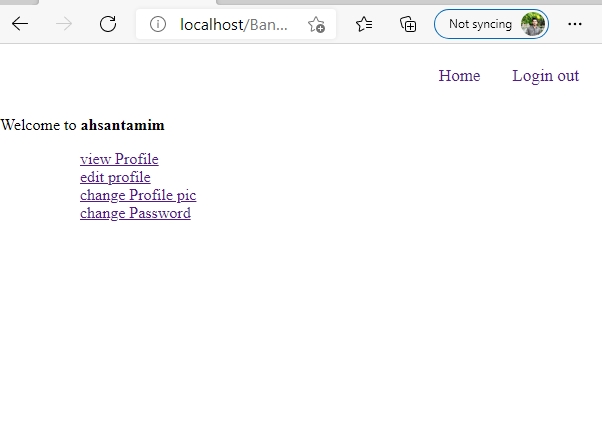 localhost/Ban...
Not syncing
Home Login out
Welcome to ahsantamim
view Profile
edit profile
change Profile pic
change Password